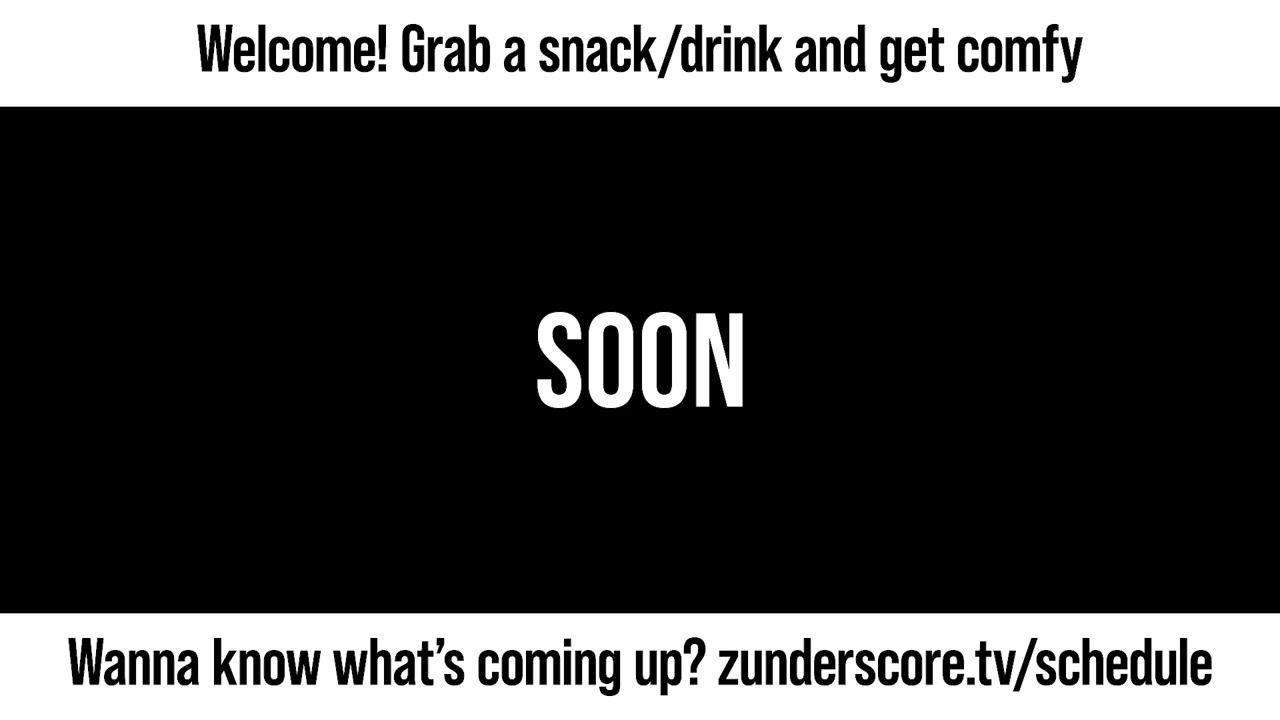 Welcome! Grab a snack/drink and get comfy
SOON
Wanna know what’s coming up? zunderscore.tv/schedule